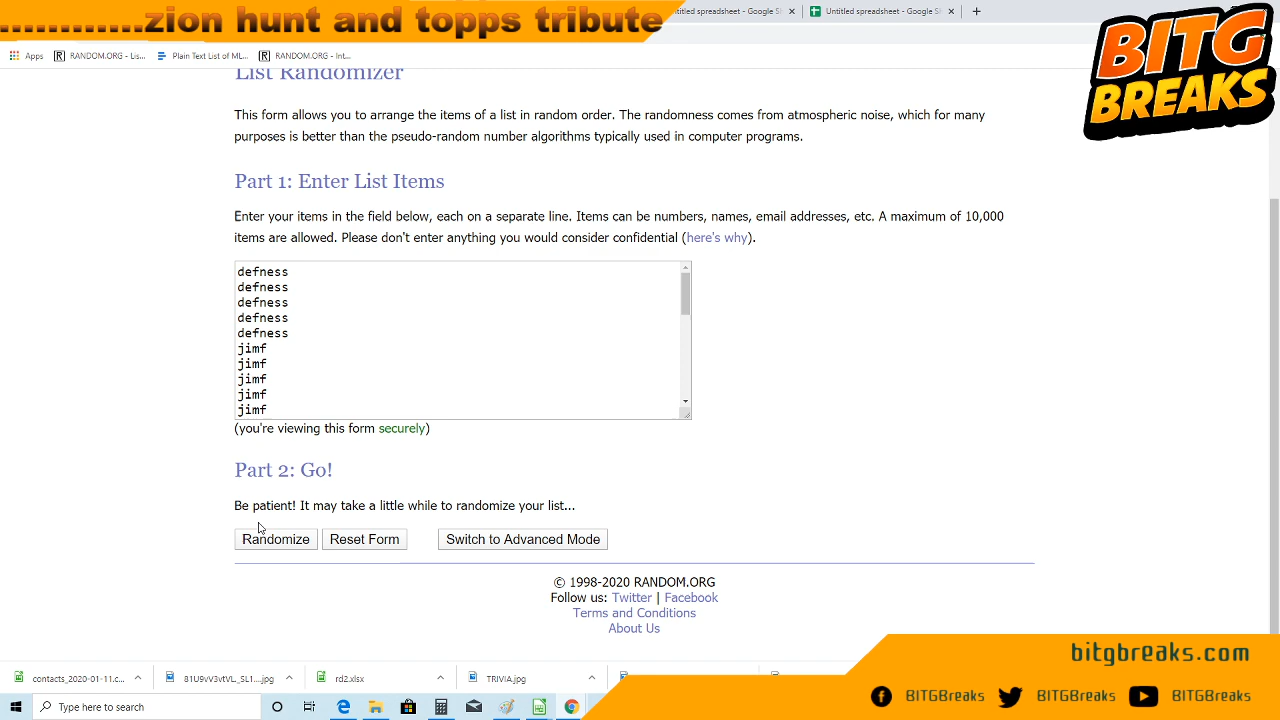 ............zion hunt and topps tribute
ntitled spreadsheet - Google S
Untitled spreadsheet - Google S
BITG
BREAKS
Apps
RANDOM.ORG - Lis...
Plain Text List of ML...
RANDOM.ORG - Int...
List Randomizer
This form allows you to arrange the items of a list in random order. The randomness comes from atmospheric noise, which for many
purposes is better than the pseudo-random number algorithms typically used in computer programs.
Part 1: Enter List Items
Enter your items in the field below, each on a separate line. Items can be numbers, names, email addresses, etc. A maximum of 10,000
items are allowed. Please don't enter anything you would consider confidential (here's why).
defness
defness
defness
defness
defness
jimf
jimf
jimf
jimf
jimf
(you're viewing this form securely)
Part 2: Go!
Be patient! It may take a little while to randomize your list...
Randomize
Reset Form
Switch to Advanced Mode
© 1998-2020 RANDOM.ORG
Follow us: Twitter | Facebook
Terms and Conditions
About Us
contacts_2020-01-11.c...
81U9vV3vtVL._SL1....jpg
rd2.xlsx
TRIVIA.jpg
bitgbreaks.com
Type here to search
BITGBreaks
BITGBreaks
BITGBreaks